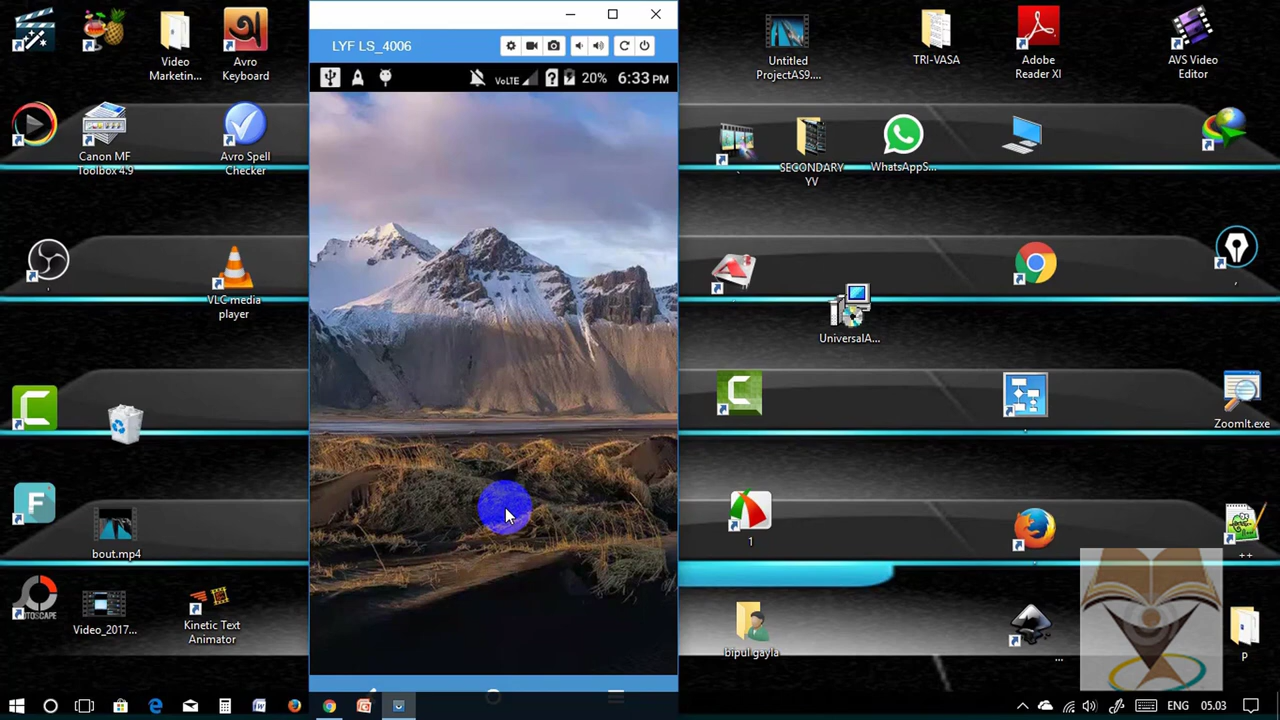 Video
Marketin...
Avro
Keyboard
LYF LS_4006
VoLTE
20%
6:33 PM
Untitled
ProjectAS9....
TRI-VASA
Adobe
Reader XI
AVS Video
Editor
Canon MF
Toolbox 4.9
Avro Spell
Checker
SECONDARY
YV
WhatsAppS...
VLC media
player
UniversalA...
ZoomIt.exe
bout.mp4
1
++
Video_2017...
Kinetic Text
Animator
bipul gayla
...
p
ENG
05.03